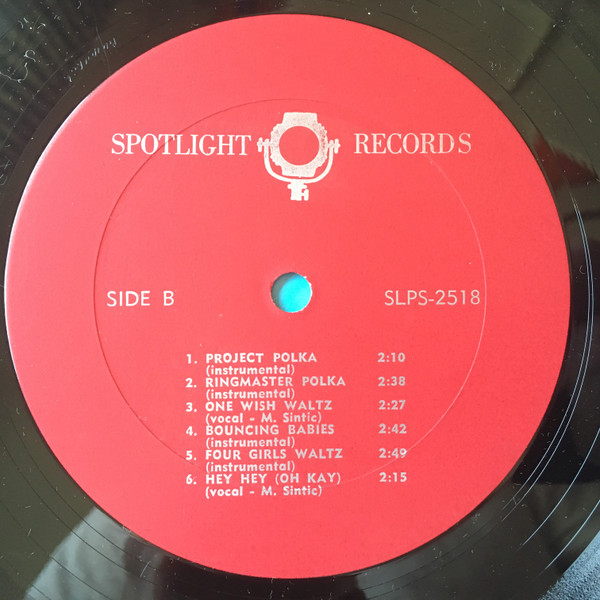 SPOTLIGHT RECORDS
SIDE B SLPS-2518
1. PROJECT POLKA 2:10
(instrumental)
2. RINGMASTER POLKA 2:38
(instrumental)
3. ONE WISH WALTZ 2:27
(vocal - M. Sintic)
4. BOUNCING BABIES 2:42
(instrumental)
5. FOUR GIRLS WALTZ 2:49
(instrumental)
6. HEY HEY (OH KAY) 2:15
(vocal - M. Sintic)